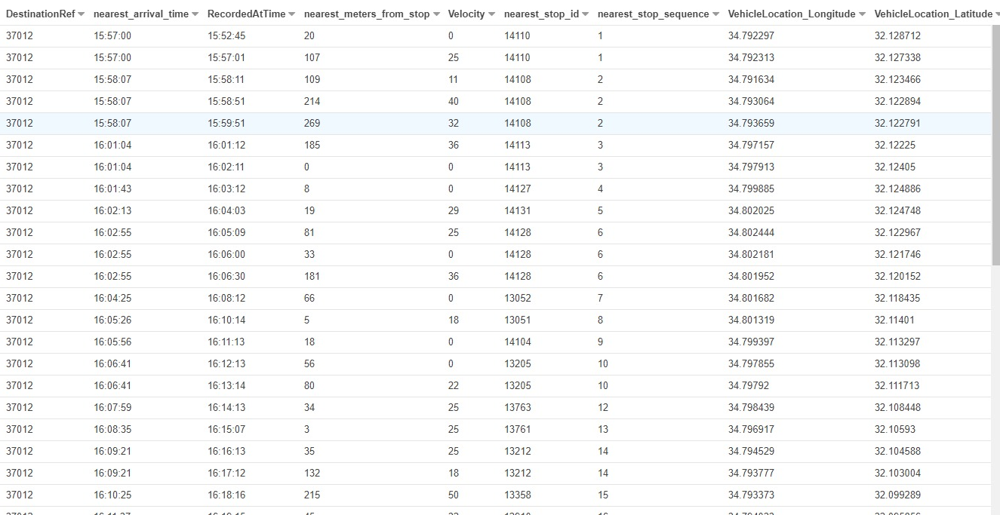 DestinationRef nearest_arrival_time RecordedAtTime nearest_meters_from_stop Velocity nearest_stop_id nearest_stop_sequence VehicleLocation_Longitude VehicleLocation_Latitude
37012 15:57:00 15:52:45 20 0 14110 1 34.792297 32.128712
37012 15:57:00 15:57:01 107 25 14110 1 34.792313 32.127338
37012 15:58:07 15:58:11 109 11 14108 2 34.791634 32.123466
37012 15:58:07 15:58:51 214 40 14108 2 34.793064 32.122894
37012 15:58:07 15:59:51 269 32 14108 2 34.793659 32.122791
37012 16:01:04 16:01:12 185 36 14113 3 34.797157 32.12225
37012 16:01:04 16:02:11 0 0 14113 3 34.797913 32.12405
37012 16:01:43 16:03:12 8 0 14127 4 34.799885 32.124886
37012 16:02:13 16:04:03 19 29 14131 5 34.802025 32.124748
37012 16:02:55 16:05:09 81 25 14128 6 34.802444 32.122967
37012 16:02:55 16:06:00 33 0 14128 6 34.802181 32.121746
37012 16:02:55 16:06:30 181 36 14128 6 34.801952 32.120152
37012 16:04:25 16:08:12 66 0 13052 7 34.801682 32.118435
37012 16:05:26 16:10:14 5 18 13051 8 34.801319 32.11401
37012 16:05:56 16:11:13 18 0 14104 9 34.799397 32.113297
37012 16:06:41 16:12:13 56 0 13205 10 34.797855 32.113098
37012 16:06:41 16:13:14 80 22 13205 10 34.79792 32.111713
37012 16:07:59 16:14:13 34 25 13763 12 34.798439 32.108448
37012 16:08:35 16:15:07 3 25 13761 13 34.796917 32.10593
37012 16:09:21 16:16:13 35 25 13212 14 34.794529 32.104588
37012 16:09:21 16:17:12 132 18 13212 14 34.793777 32.103004
37012 16:10:25 16:18:16 215 50 13358 15 34.793373 32.099289